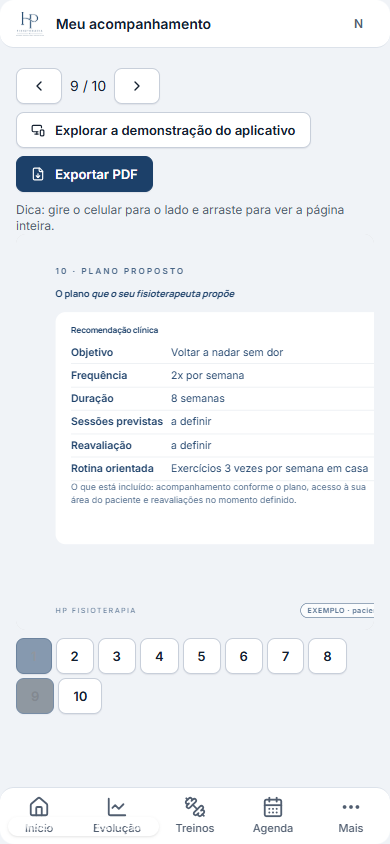 HP
Meu acompanhamento
N
9 / 10
Explorar a demonstração do aplicativo
Exportar PDF
Dica: gire o celular para o lado e arraste para ver a página
inteira.
10 · PLANO PROPOSTO
O plano que o seu fisioterapeuta propõe
Recomendação clínica
Objetivo Voltar a nadar sem dor
Frequência 2x por semana
Duração 8 semanas
Sessões previstas a definir
Reavaliação a definir
Rotina orientada Exercícios 3 vezes por semana em casa
O que está incluído: acompanhamento conforme o plano, acesso à sua
área do paciente e reavaliações no momento definido.
HP FISIOTERAPIA
EXEMPLO · pacie
2 3 4 5 6 7 8
9 10
Início Evolução Treinos Agenda Mais